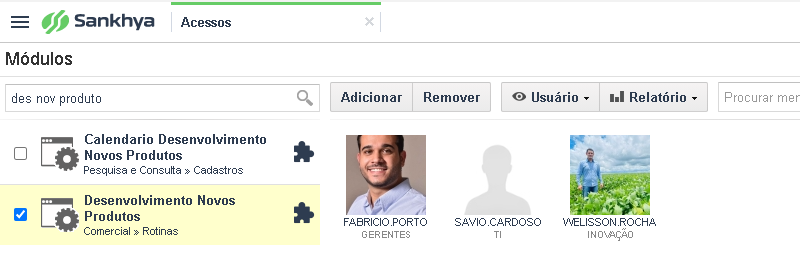 Sankhya
Acessos
Módulos
des nov produto
Adicionar Remover Usuário Relatório Procurar mer
Calendario Desenvolvimento
Novos Produtos
Pesquisa e Consulta » Cadastros
Desenvolvimento Novos
Produtos
Comercial » Rotinas
FABRICIO.PORTO
GERENTES
SAVIO.CARDOSO
TI
WELISSON.ROCHA
INOVAÇÃO